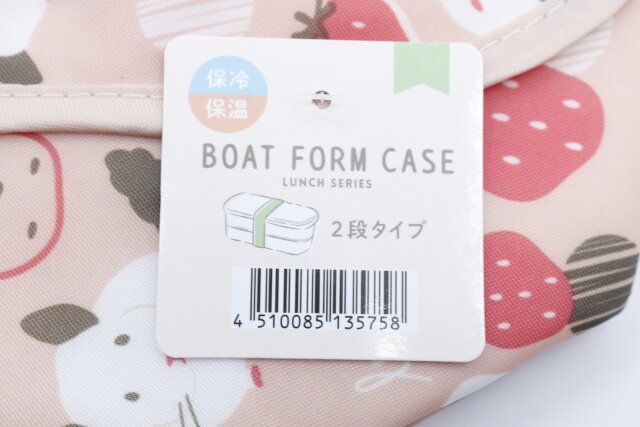 保冷
保温
BOAT FORM CASE
LUNCH SERIES
2段タイプ
4 510085 135758